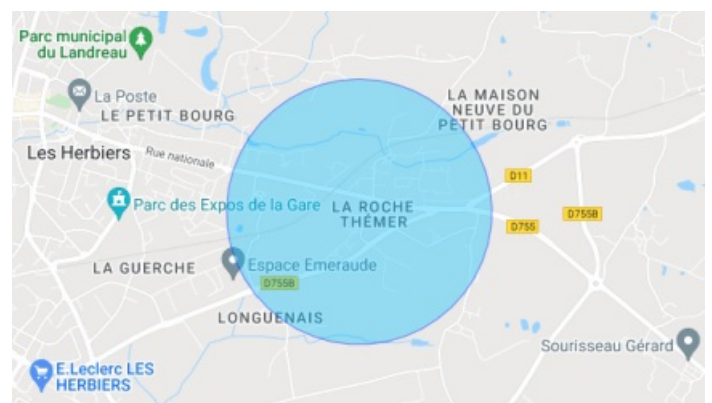 Parc municipal
du Landreau
La Poste
LE PETIT BOURG
LA MAISON
NEUVE DU
PETIT BOURG
Les Herbiers
Rue nationale
D11
Parc des Expos de la Gare
LA ROCHE
THÉMER
D755B
D755
LA GUERCHE
Espace Emeraude
D755B
LONGUENAIS
Sourisseau Gérard
E.Leclerc LES
HERBIERS